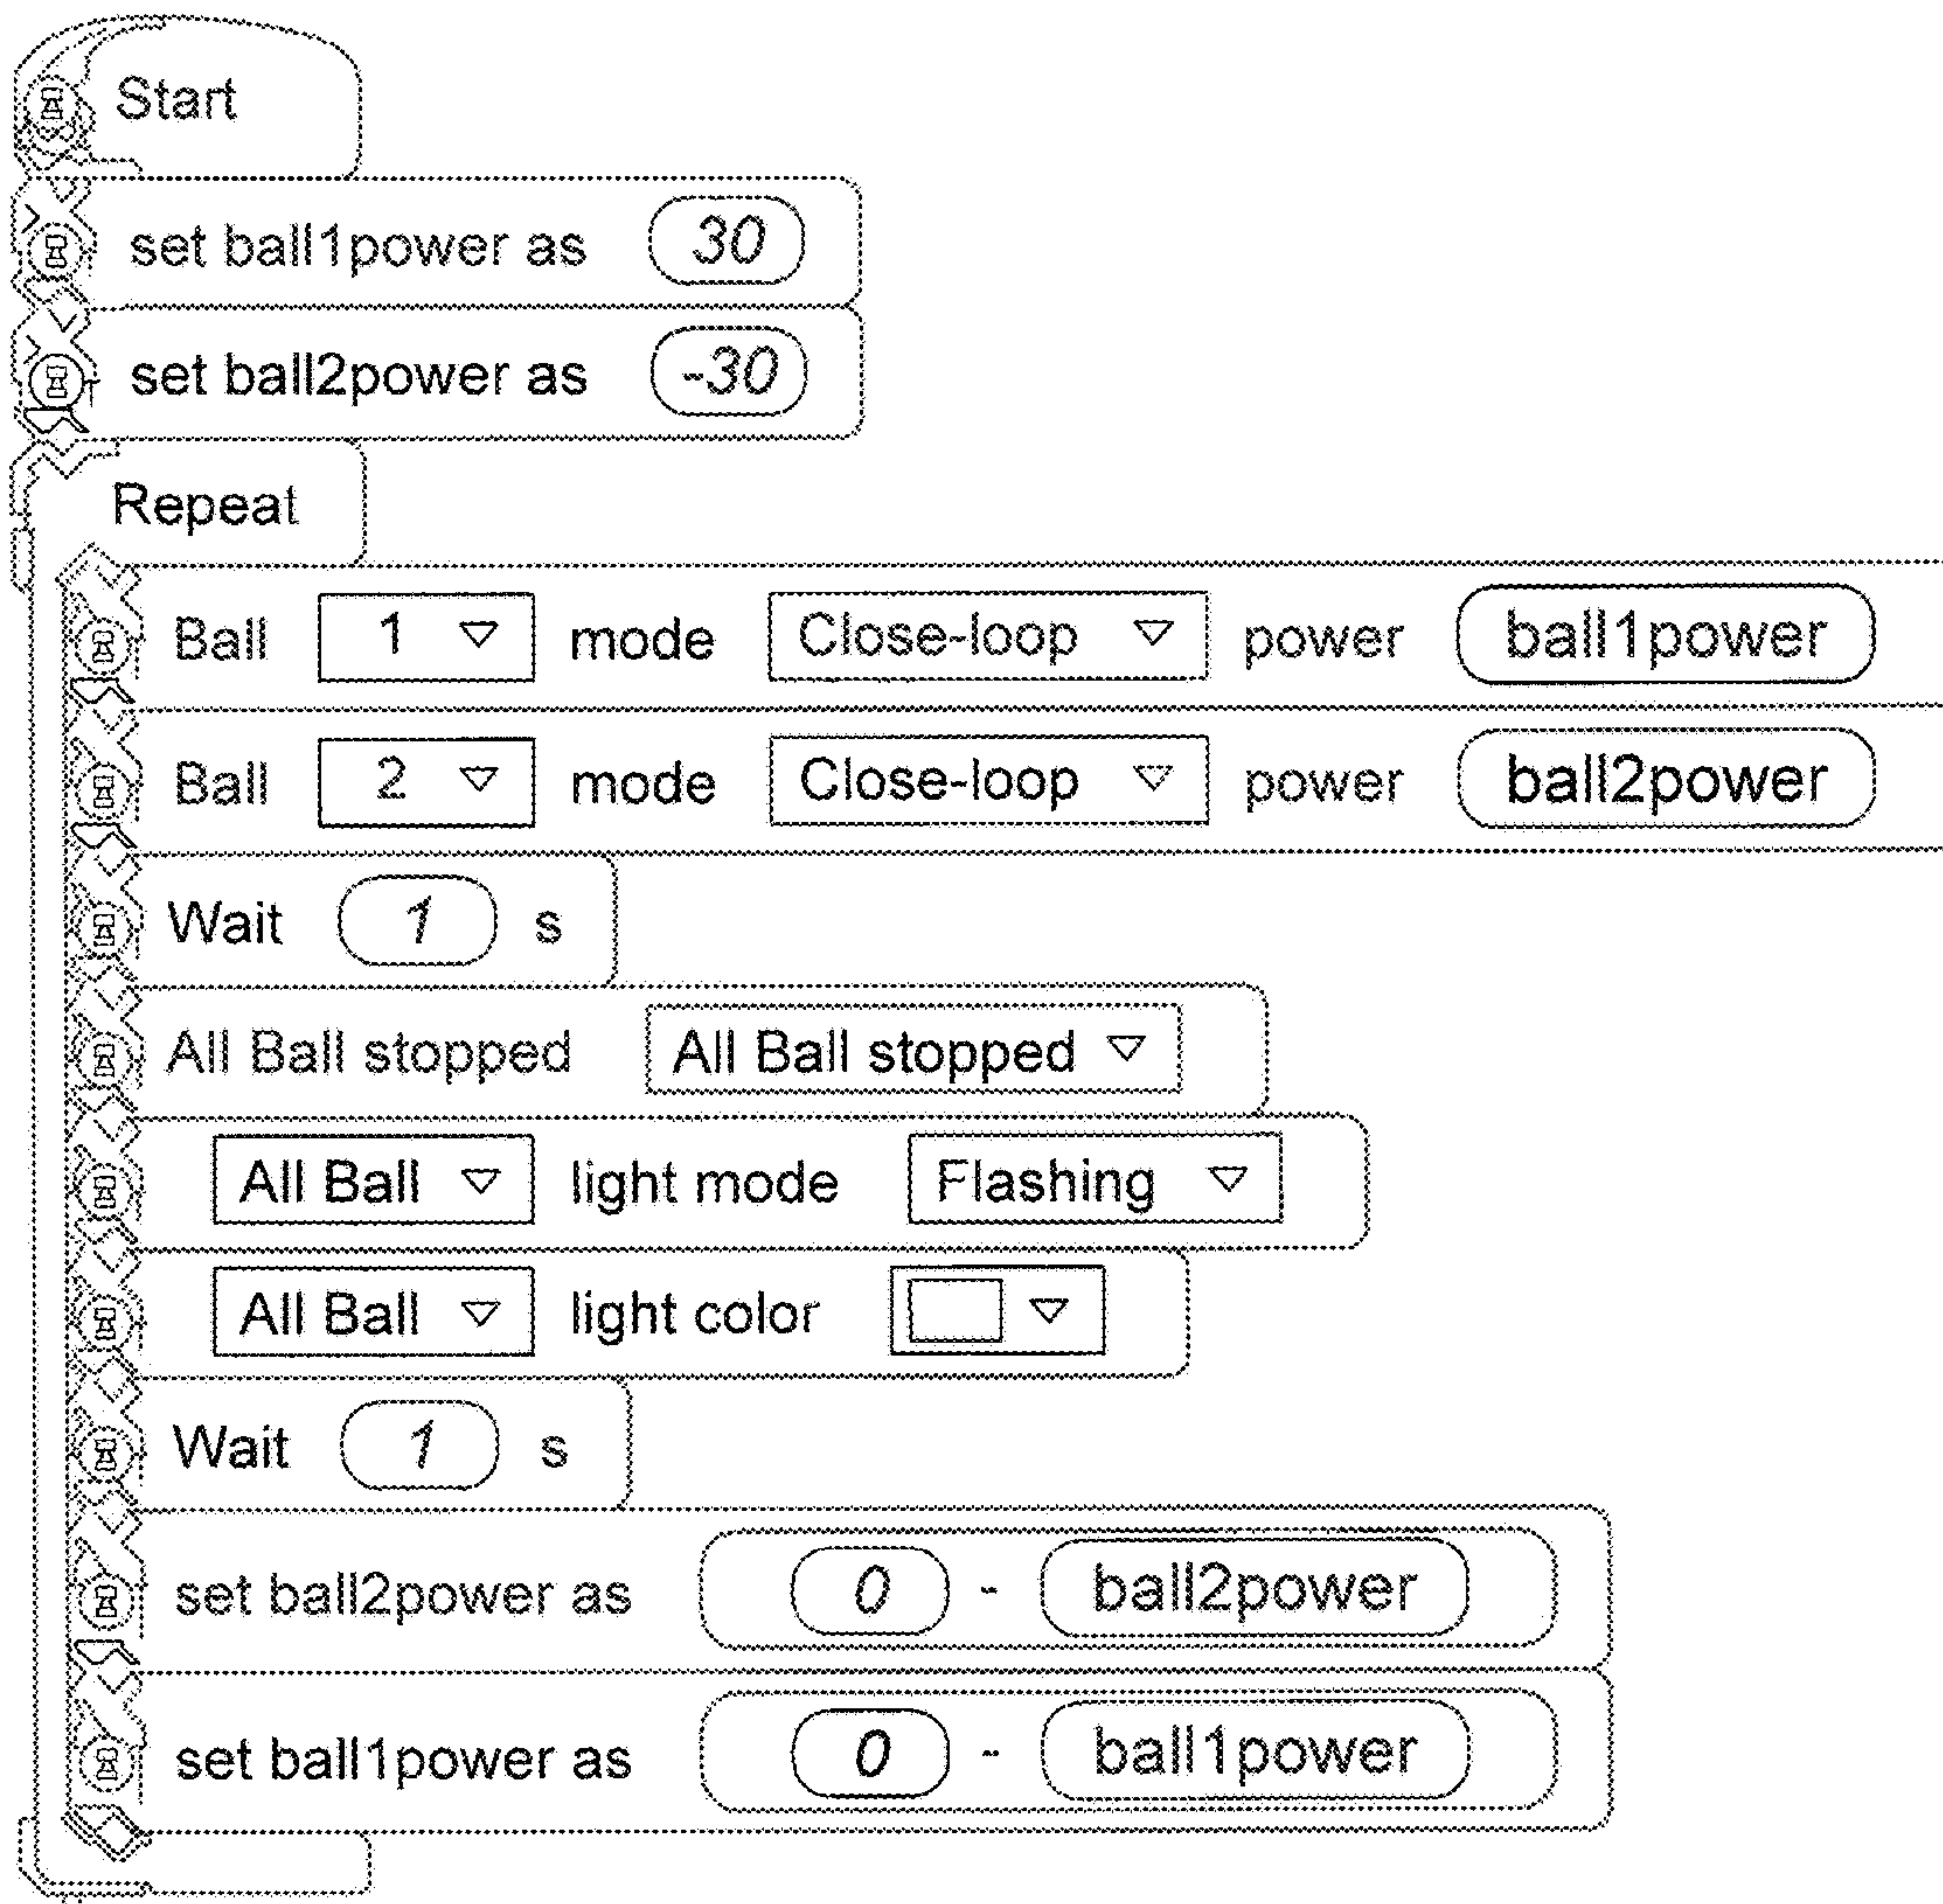 Start
set ball1power as 30
set ball2power as -30
Repeat
Ball 1 mode Close-loop power ball1power
Ball 2 mode Close-loop power ball2power
Wait 1 s
All Ball stopped All Ball stopped
All Ball light mode Flashing
All Ball light color
Wait 1 s
set ball2power as 0 - ball2power
set ball1power as 0 - ball1power